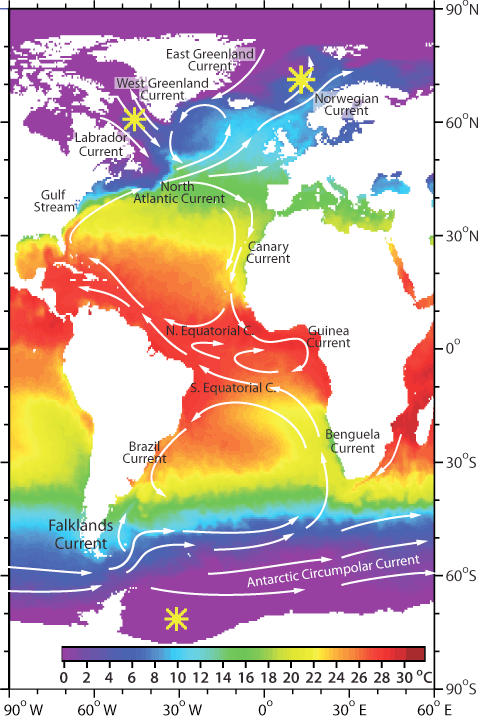 90°N
East Greenland
Current
West Greenland
Current
Norwegian
Current
60°N
Labrador
Current
Gulf
Stream
North
Atlantic Current
30°N
Canary
Current
N. Equatorial C.
Guinea
Current
0°
S. Equatorial C.
Brazil
Current
Benguela
Current
30°S
Falklands
Current
Antarctic Circumpolar Current
60°S
0 2 4 6 8 10 12 14 16 18 20 22 24 26 28 30 °C
90°S
90° W 60° W 30° W 0° 30° E 60° E